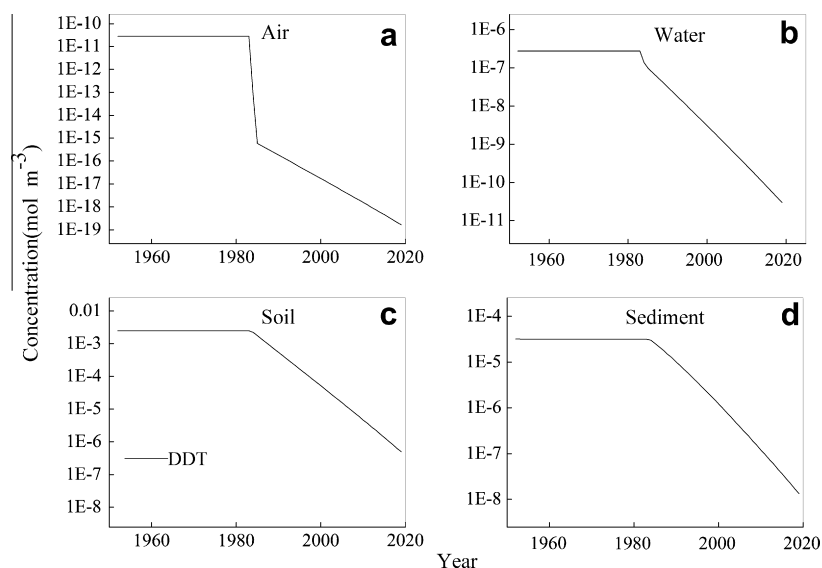 Concentration(mol m-3)
1E-10
1E-11
1E-12
1E-13
1E-14
1E-15
1E-16
1E-17
1E-18
1E-19
Air
a
1960 1980 2000 2020
1E-6
1E-7
1E-8
1E-9
1E-10
1E-11
Water
b
1960 1980 2000 2020
0.01
1E-3
1E-4
1E-5
1E-6
1E-7
1E-8
Soil
c
DDT
1960 1980 2000 2020
1E-4
1E-5
1E-6
1E-7
1E-8
Sediment
d
1960 1980 2000 2020
Year